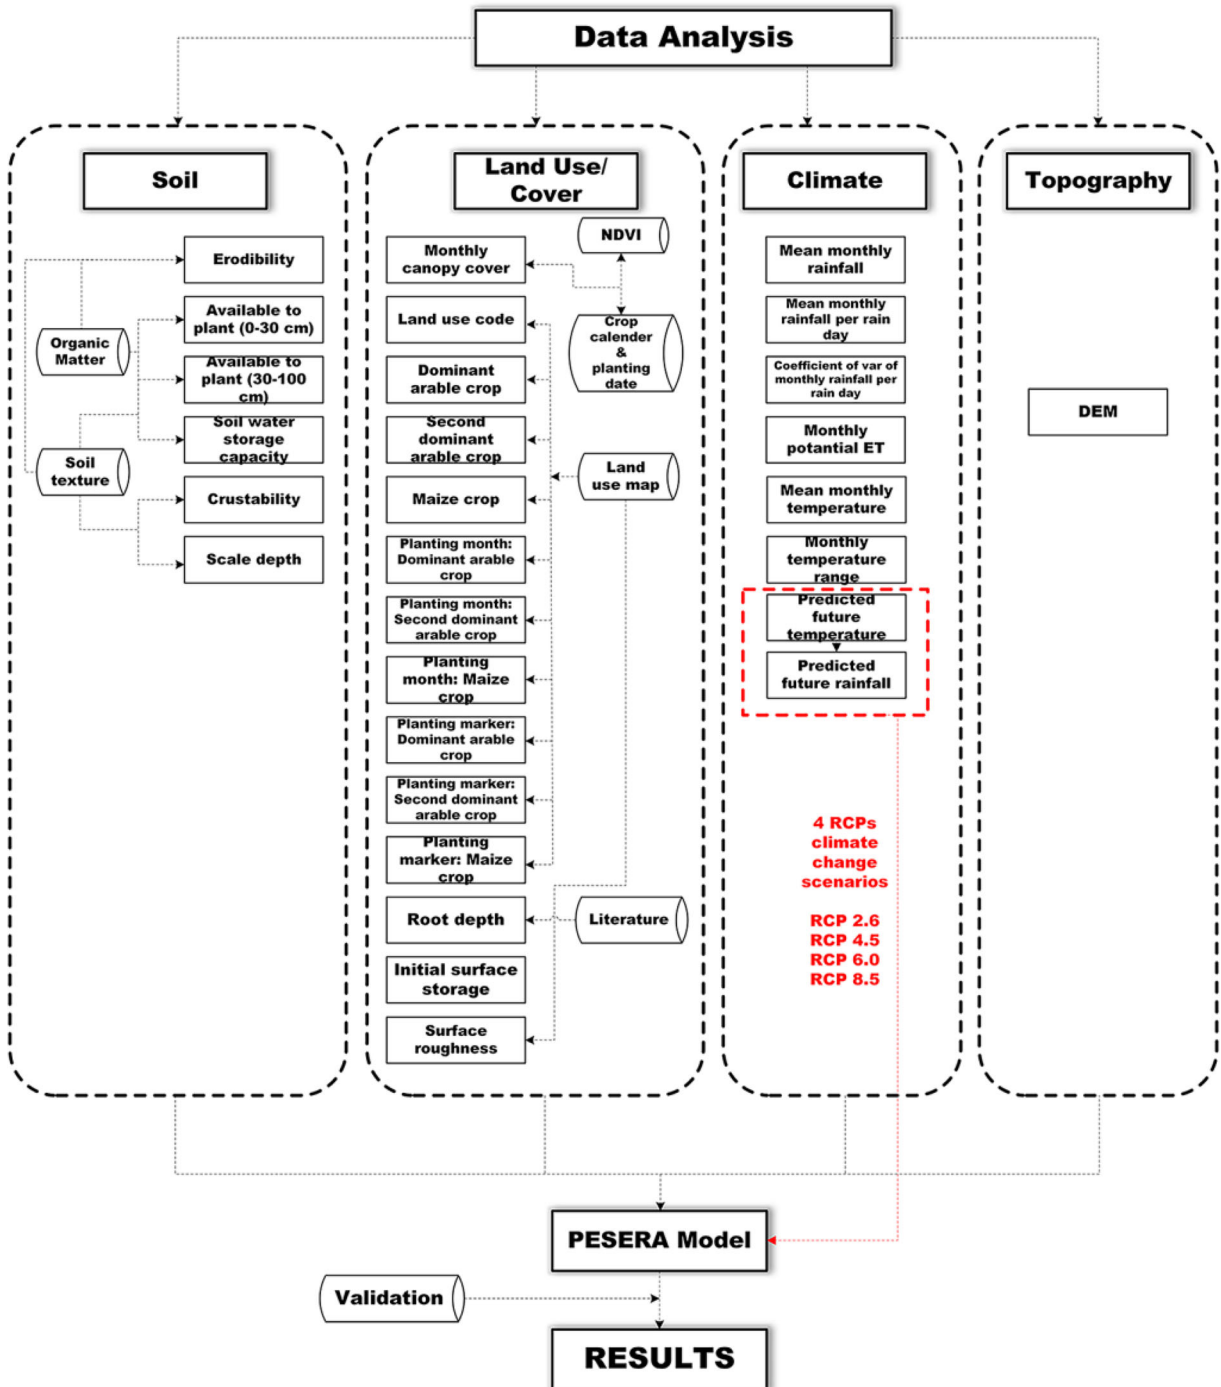 Data Analysis
Soil
Erodibility
Available to
plant (0-30 cm)
Organic
Matter
Available to
plant (30-100
cm)
Soil water
storage
capacity
Soil
texture
Crustability
Scale depth
Land Use/
Cover
NDVI
Monthly
canopy cover
Land use code
Crop
calender
&
planting
date
Dominant
arable crop
Second
dominant
arable crop
Land
use map
Maize crop
Planting month:
Dominant arable
crop
Planting month:
Second dominant
arable crop
Planting
month: Maize
crop
Planting marker:
Dominant arable
crop
Planting marker:
Second dominant
arable crop
Planting
marker: Maize
crop
Root depth
Literature
Initial surface
storage
Surface
roughness
Climate
Mean monthly
rainfall
Mean monthly
rainfall per rain
day
Coefficient of var of
monthly rainfall per
rain day
Monthly
potantial ET
Mean monthly
temperature
Monthly
temperature
range
Predicted
future
temperature
Predicted
future rainfall
4 RCPs
climate
change
scenarios
RCP 2.6
RCP 4.5
RCP 6.0
RCP 8.5
Topography
DEM
PESERA Model
Validation
RESULTS